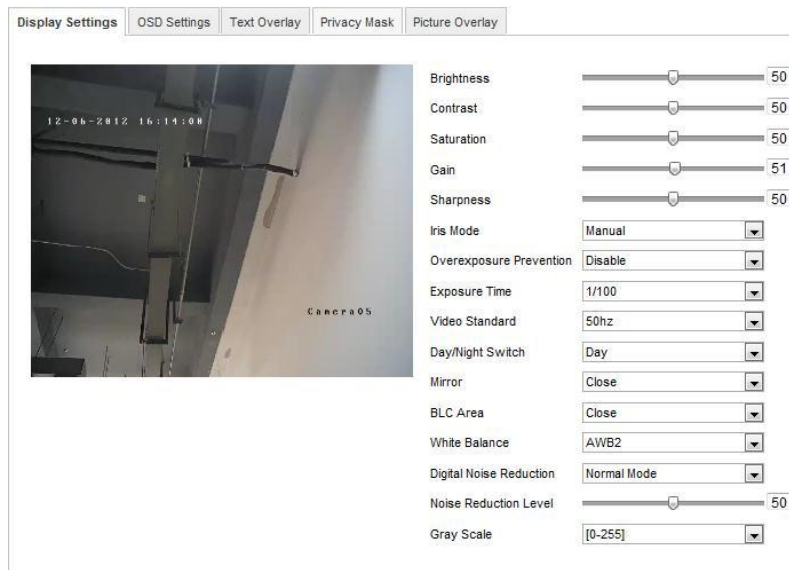 Display Settings OSD Settings Text Overlay Privacy Mask Picture Overlay
12-06-2012 16:14:00
Camera05
Brightness 50
Contrast 50
Saturation 50
Gain 51
Sharpness 50
Iris Mode Manual
Overexposure Prevention Disable
Exposure Time 1/100
Video Standard 50hz
Day/Night Switch Day
Mirror Close
BLC Area Close
White Balance AWB2
Digital Noise Reduction Normal Mode
Noise Reduction Level 50
Gray Scale [0-255]